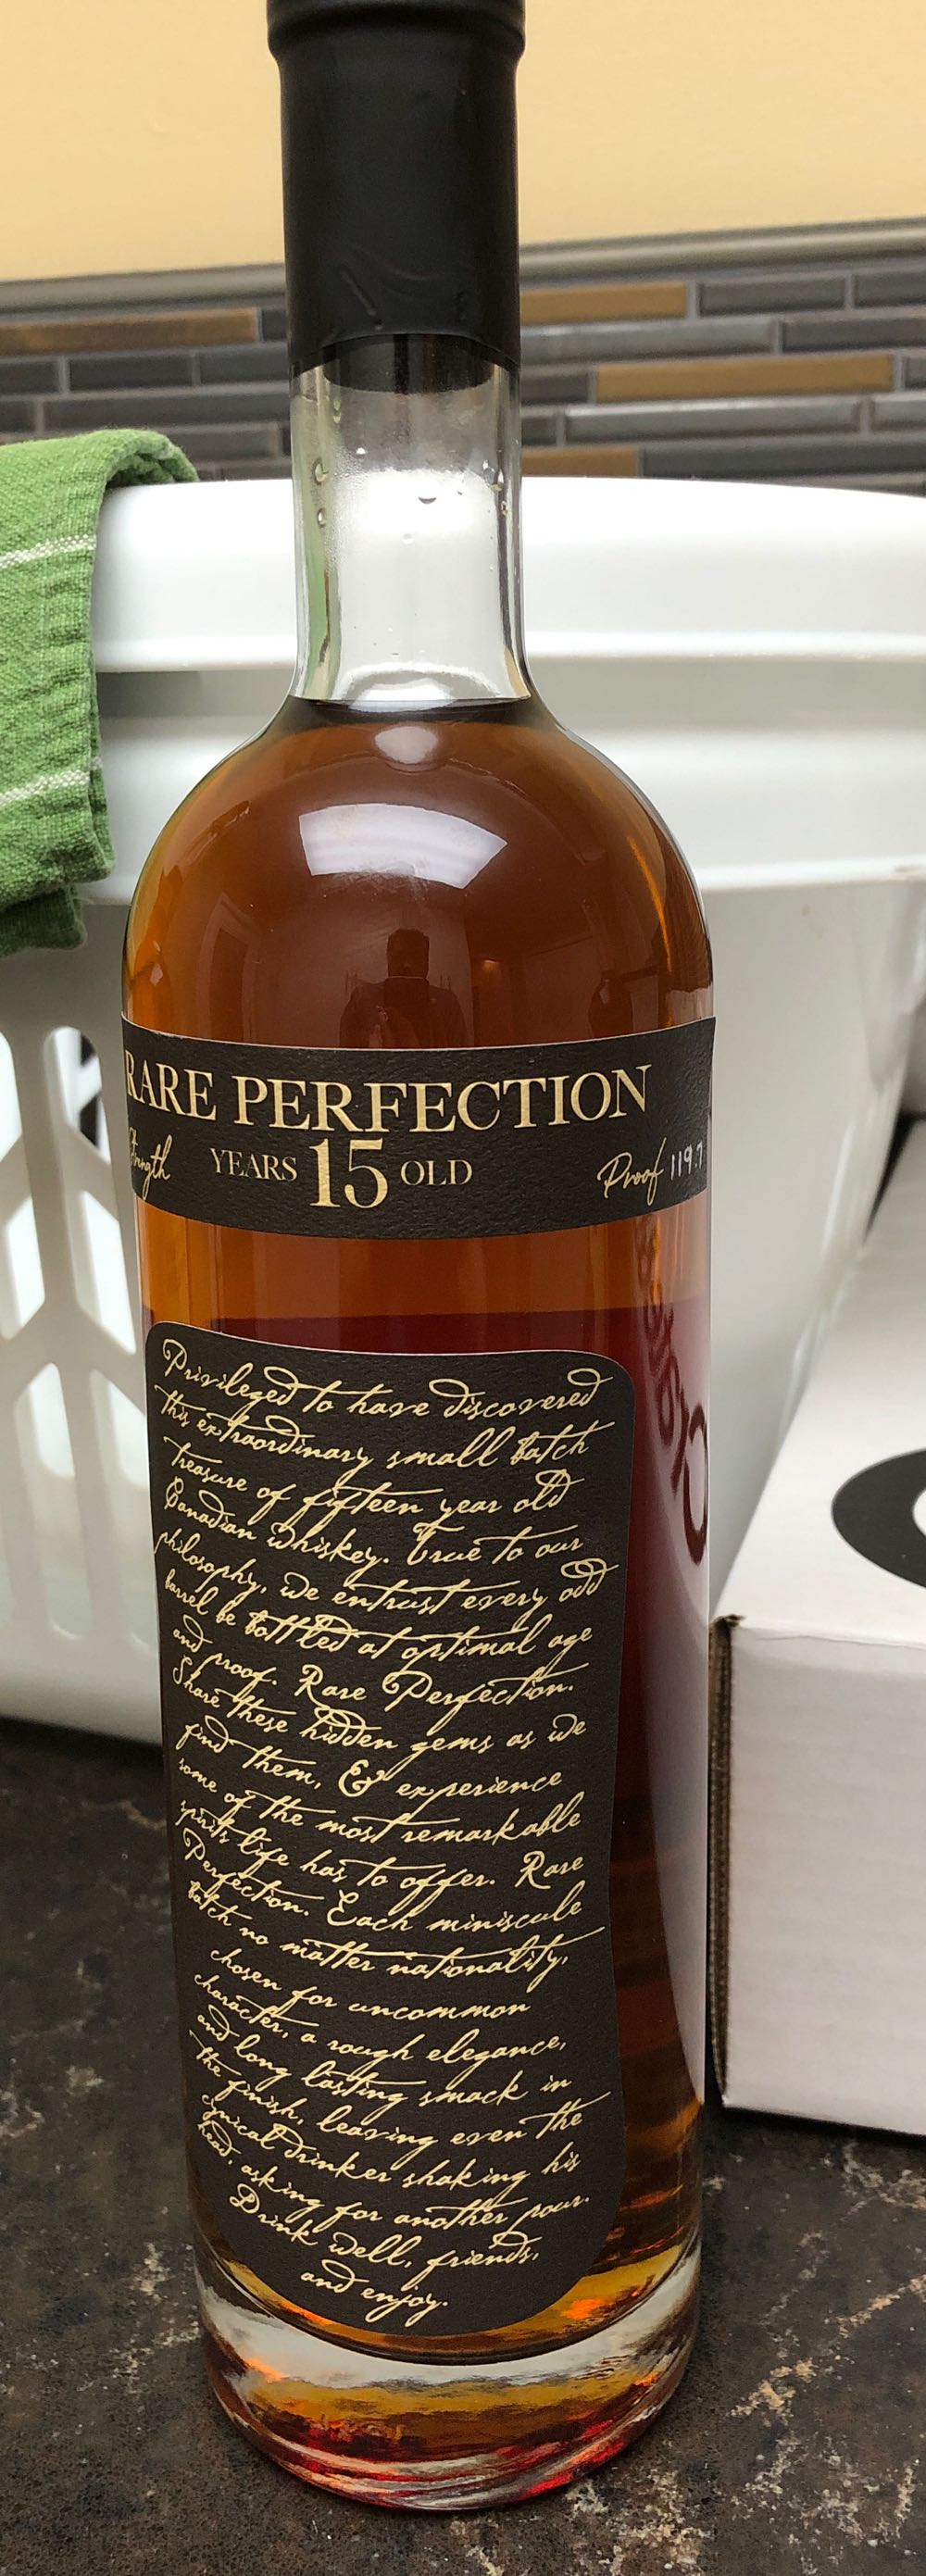 RARE PERFECTION
Strength YEARS 15 OLD Proof 119.7
Privileged to have discovered
this extraordinary small batch
treasure of fifteen year old
Canadian whiskey. True to our
philosophy, we entrust every odd
barrel be bottled at optimal age
and proof. Rare Perfection.
Share these hidden gems as we
find them, & experience
some of the most remarkable
spirits life has to offer. Rare
Perfection. Each miniscule
batch no matter nationality,
chosen for uncommon
character, a rough elegance,
and long lasting smack in
the finish, leaving even the
cynical drinker shaking his
head, asking for another pour.
Drink well, friends,
and enjoy.